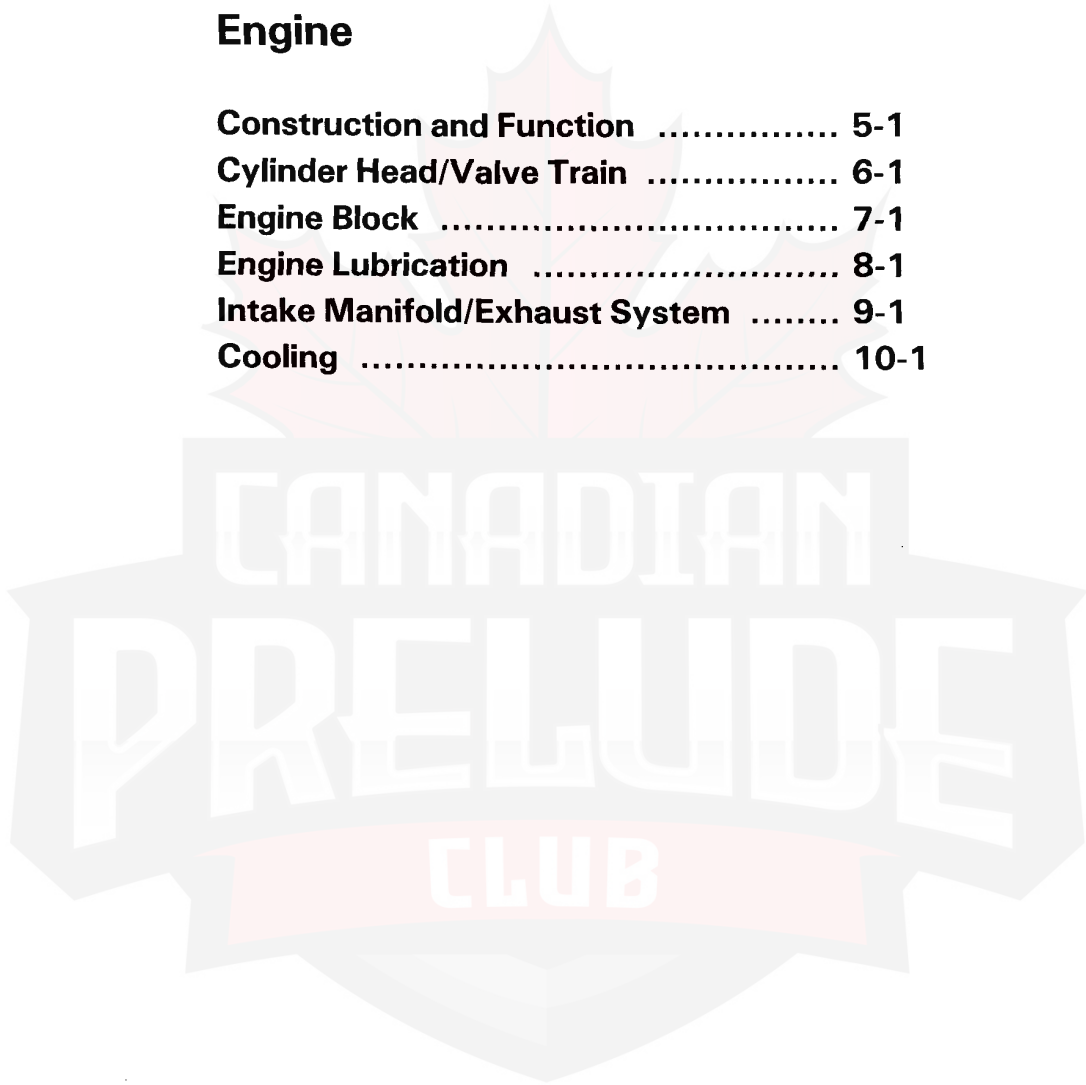 Engine
Construction and Function ................ 5-1
Cylinder Head/Valve Train ................. 6-1
Engine Block ................................... 7-1
Engine Lubrication ........................... 8-1
Intake Manifold/Exhaust System ........ 9-1
Cooling .......................................... 10-1
CANADIAN
PRELUDE
CLUB